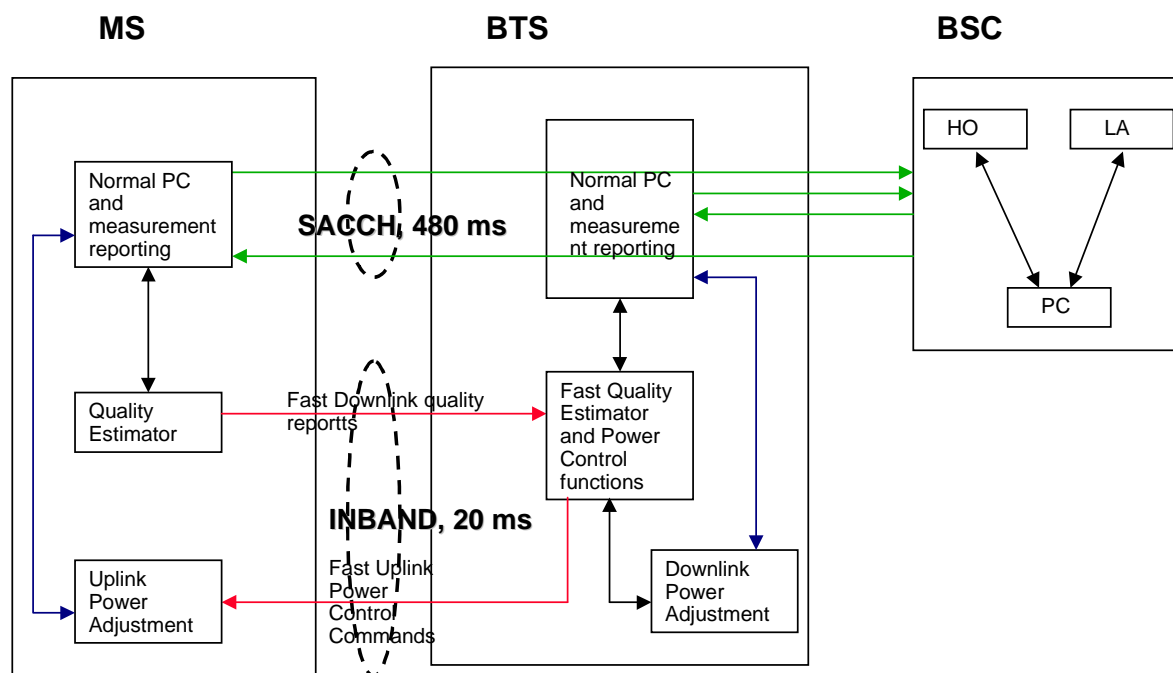 MS
BTS
BSC
HO
LA
Normal PC
and
measurement
reporting
Normal PC
and
measureme
nt reporting
SACCH, 480 ms
PC
Quality
Estimator
Fast Downlink quality
reportts
Fast Quality
Estimator
and Power
Control
functions
INBAND, 20 ms
Uplink
Power
Adjustment
Fast Uplink
Power
Control
Commands
Downlink
Power
Adjustment